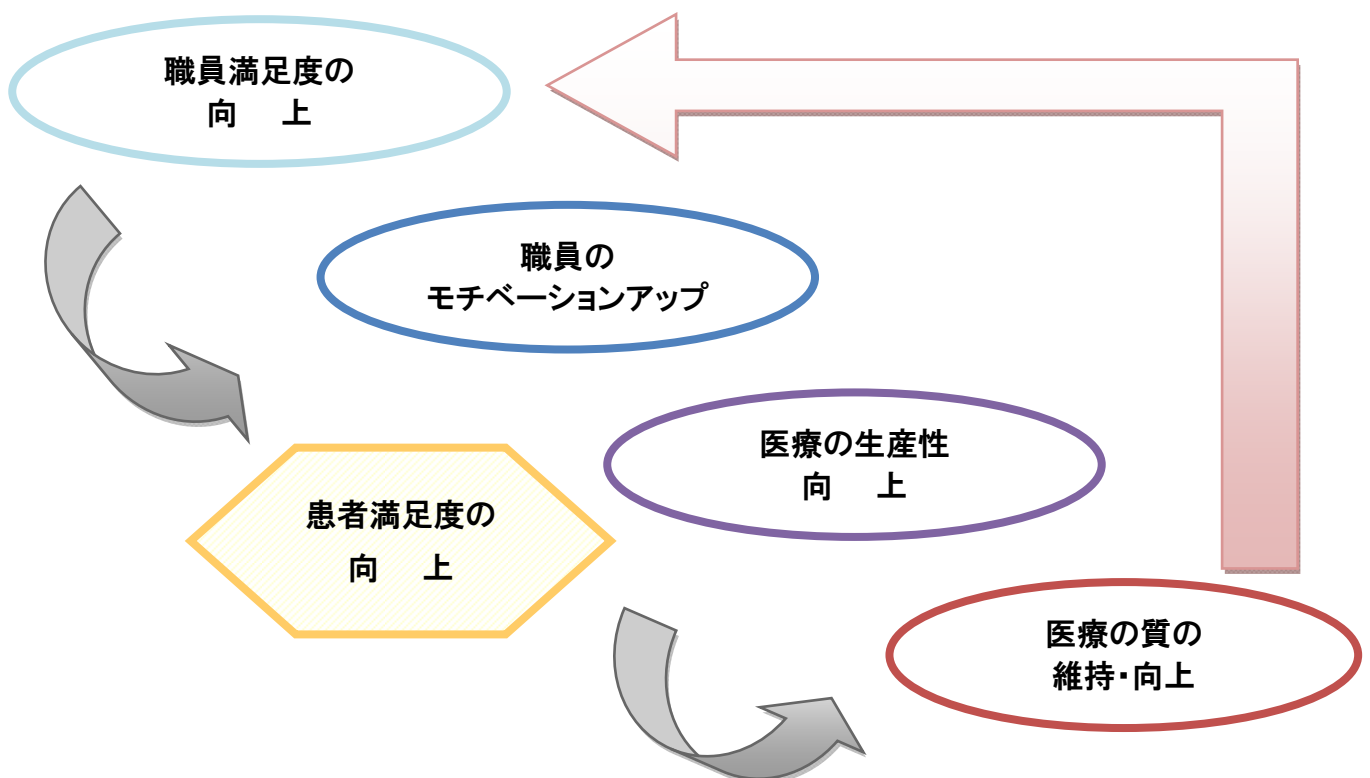 職員満足度の
向　上
職員の
モチベーションアップ
医療の生産性
向　上
患者満足度の
向　上
医療の質の
維持・向上